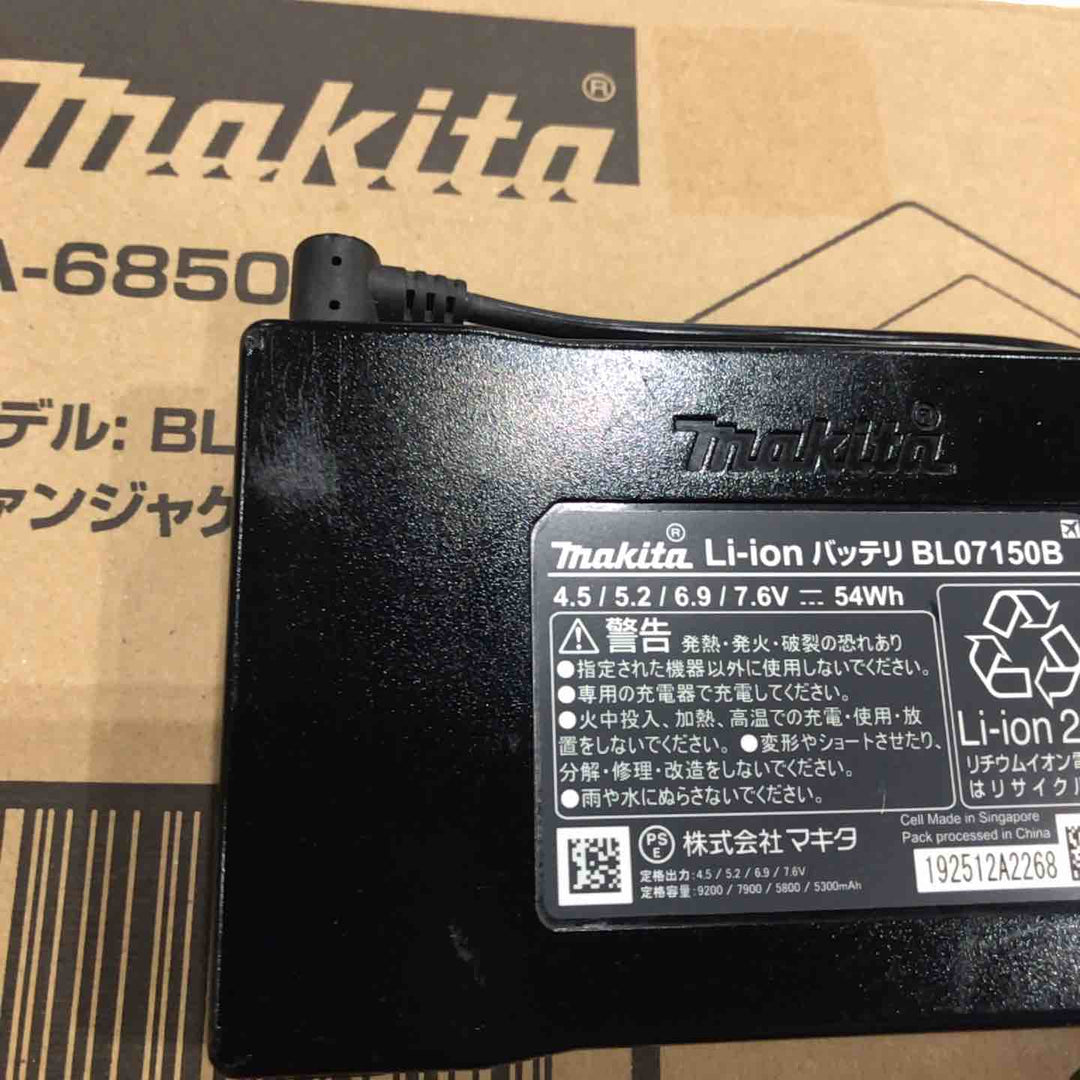 makita®
A-6850
デル: BL
ァンジャケ
makita®
makita® Li-ion バッテリ BL07150B
4.5 / 5.2 / 6.9 / 7.6V ⎓ 54Wh
警告 発熱・発火・破裂の恐れあり
●指定された機器以外に使用しないでください。
●専用の充電器で充電してください。
●火中投入、加熱、高温での充電・使用・放
置をしないでください。●変形やショートさせたり、
分解・修理・改造をしないでください。
●雨や水にぬらさないでください。
Li-ion 2
リチウムイオン電
はリサイクル
Cell Made in Singapore
Pack processed in China
192512A2268
PSE 株式会社 マキタ
定格出力:4.5 / 5.2 / 6.9 / 7.6V
定格容量:9200 / 7900 / 5800 / 5300mAh